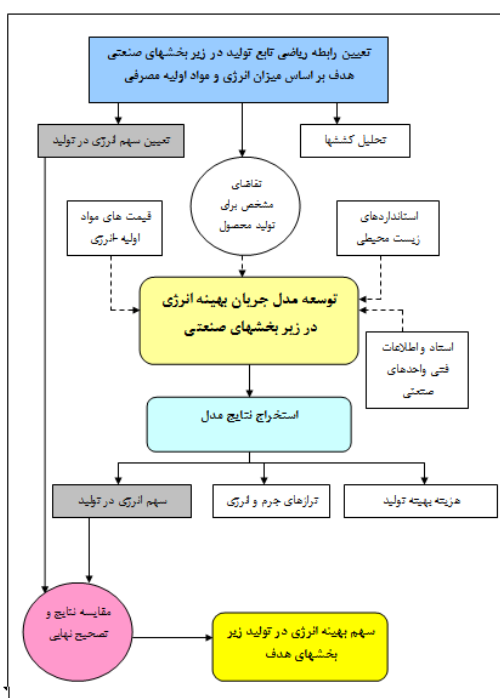 تعیین رابطه ریاضی تابع تولید در زیر بخشهای صنعتی
هدف بر اساس میزان انرژی و مواد اولیه مصرفی
تحلیل کششها
تعیین سهم انرژی در تولید
تقاضای
مشخص برای
تولید محصول
استانداردهای
زیست محیطی
قیمت های مواد
اولیه -انرژی
توسعه مدل جریان بهینه انرژی
در زیر بخشهای صنعتی
اسناد و اطلاعات
فنی واحدهای
صنعتی
استخراج نتایج مدل
هزینه بهینه تولید
ترازهای جرم و انرژی
سهم انرژی در تولید
مقایسه نتایج و
تصحیح نهایی
سهم بهینه انرژی در تولید زیر
بخشهای هدف